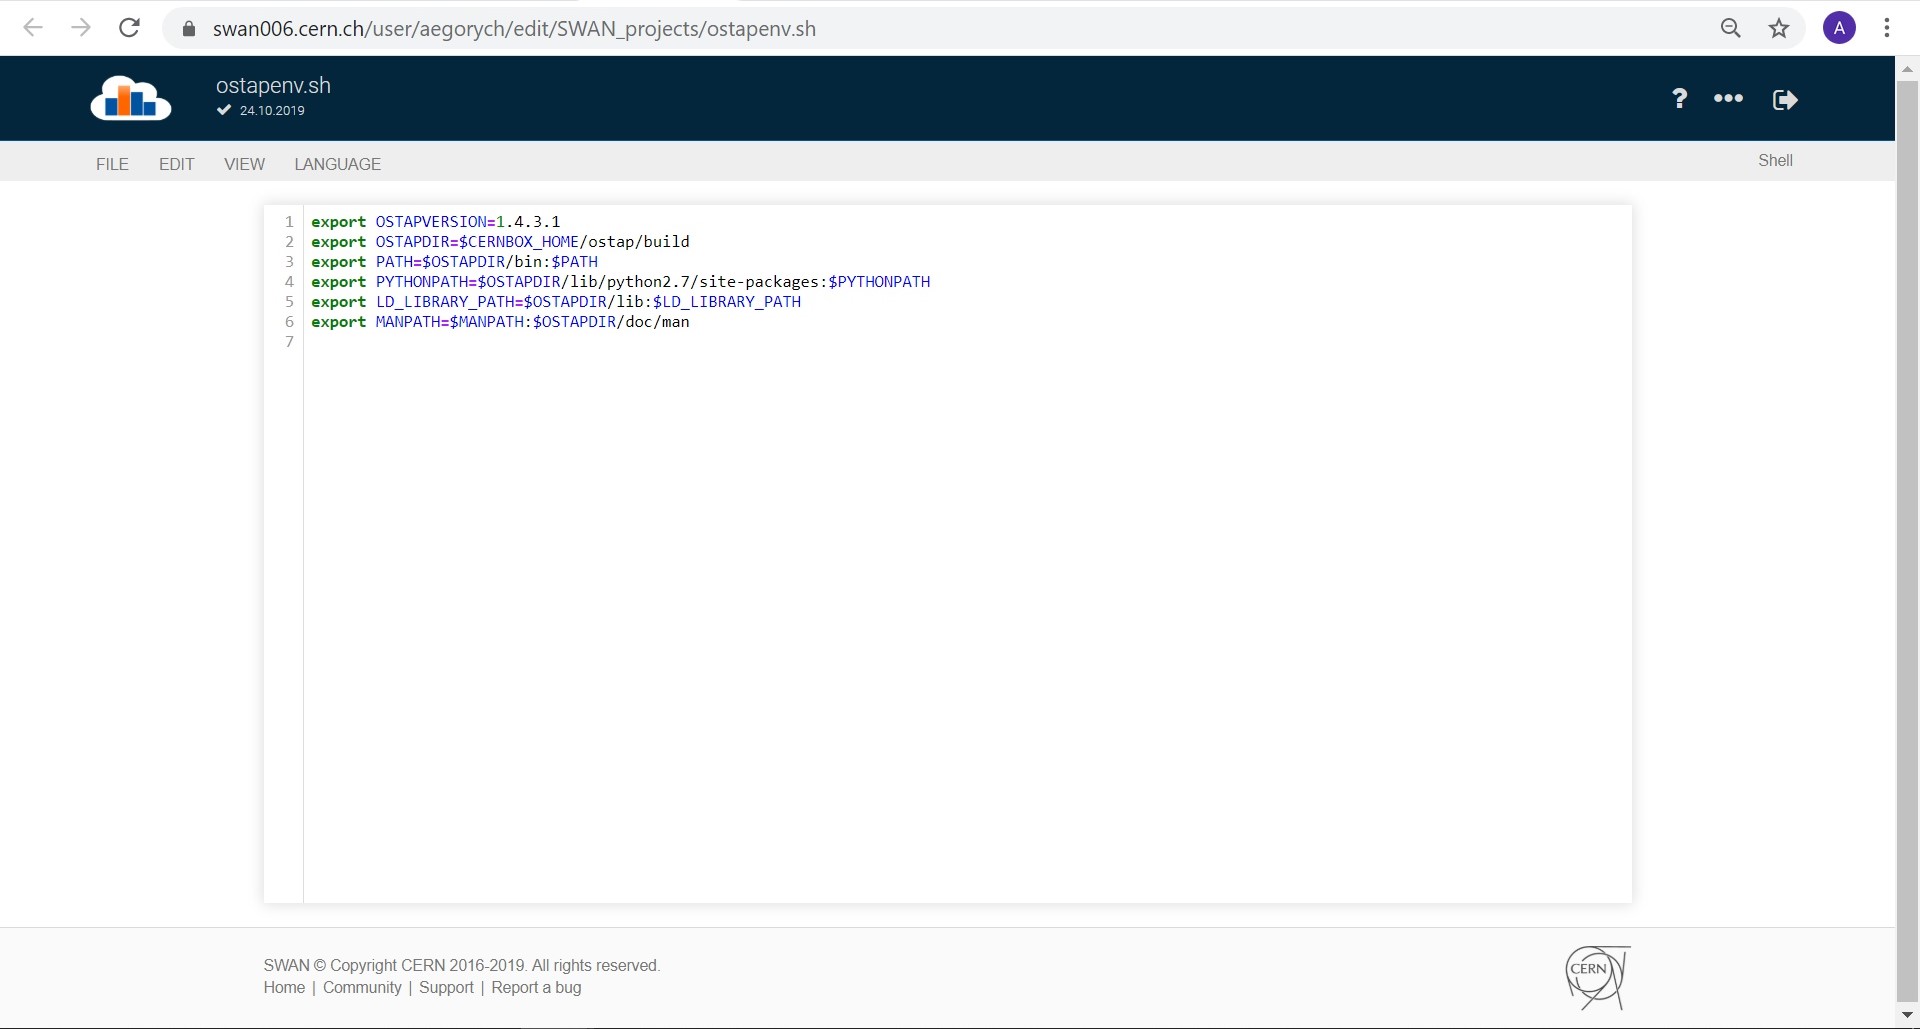 swan006.cern.ch/user/aegorych/edit/SWAN_projects/ostapenv.sh
A
ostapenv.sh
24.10.2019
?
FILE EDIT VIEW LANGUAGE
Shell
1 export OSTAPVERSION=1.4.3.1
2 export OSTAPDIR=$CERNBOX_HOME/ostap/build
3 export PATH=$OSTAPDIR/bin:$PATH
4 export PYTHONPATH=$OSTAPDIR/lib/python2.7/site-packages:$PYTHONPATH
5 export LD_LIBRARY_PATH=$OSTAPDIR/lib:$LD_LIBRARY_PATH
6 export MANPATH=$MANPATH:$OSTAPDIR/doc/man
7
SWAN © Copyright CERN 2016-2019. All rights reserved.
Home | Community | Support | Report a bug
CERN